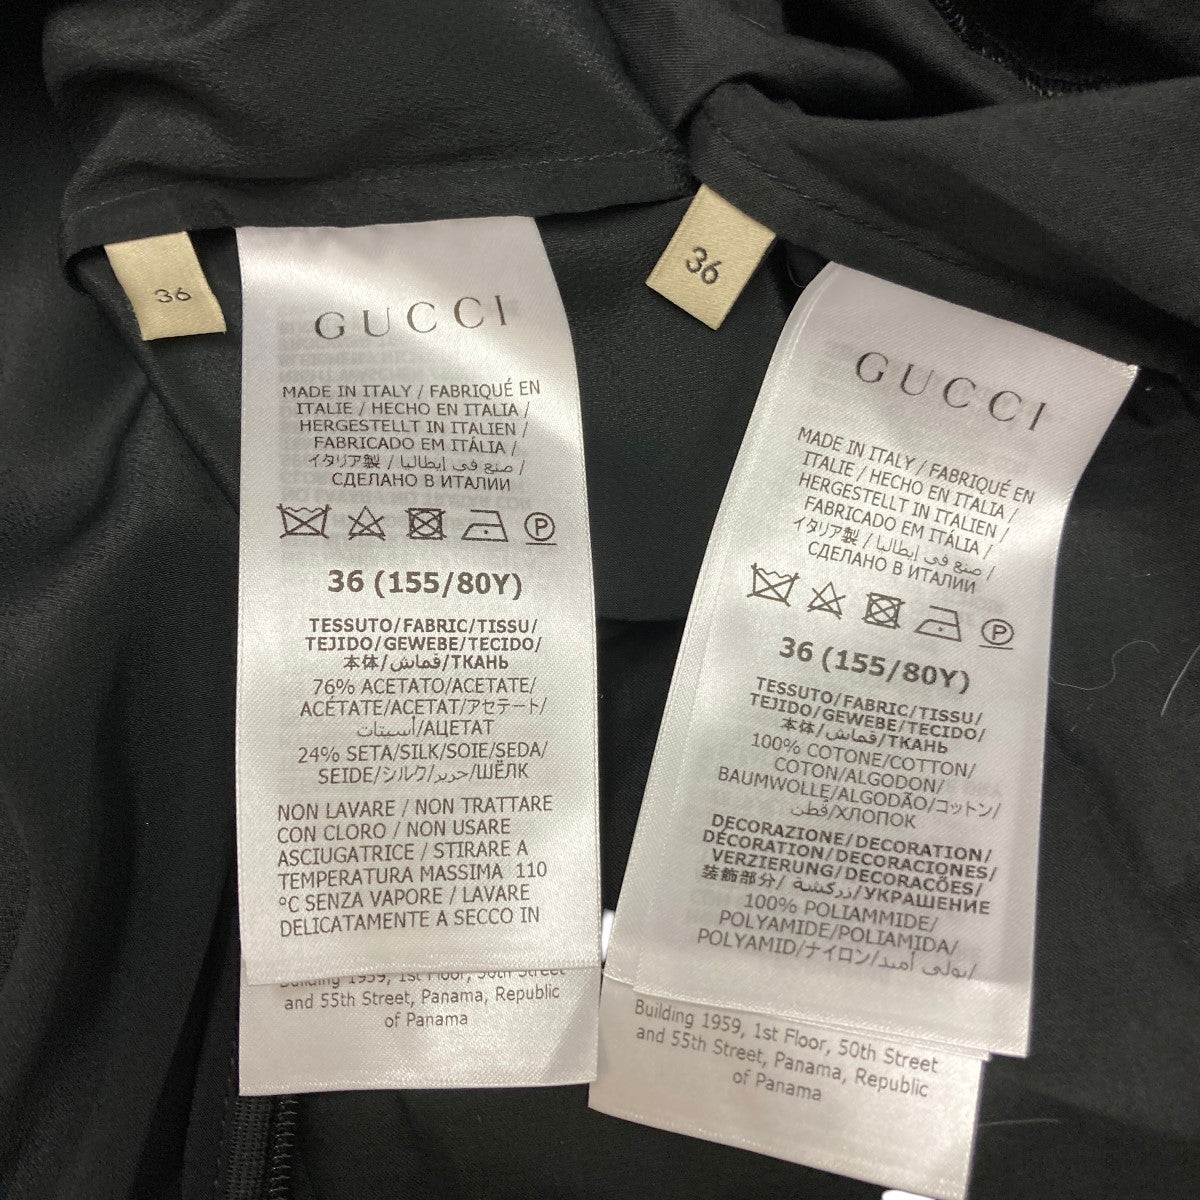 36
GUCCI
MADE IN ITALY / FABRIQUÉ EN
ITALIE / HECHO EN ITALIA /
HERGESTELLT IN ITALIEN /
FABRICADO EM ITÁLIA /
イタリア製 / صنع في إيطاليا /
СДЕЛАНО В ИТАЛИИ
P
36 (155/80Y)
TESSUTO/FABRIC/TISSU/
TEJIDO/GEWEBE/TECIDO/
本体/قماش/ТКАНЬ
76% ACETATO/ACETATE/
ACÉTATE/ACETAT/アセテート/
أسيتات/АЦЕТАТ
24% SETA/SILK/SOIE/SEDA/
SEIDE/シルク/حرير/ШЁЛК
NON LAVARE / NON TRATTARE
CON CLORO / NON USARE
ASCIUGATRICE / STIRARE A
TEMPERATURA MASSIMA 110
°C SENZA VAPORE / LAVARE
DELICATAMENTE A SECCO IN
Building 1959, 1st Floor, 50th Street
and 55th Street, Panama, Republic
of Panama
36
GUCCI
MADE IN ITALY / FABRIQUÉ EN
ITALIE / HECHO EN ITALIA /
HERGESTELLT IN ITALIEN /
FABRICADO EM ITÁLIA /
イタリア製 / صنع في إيطاليا /
СДЕЛАНО В ИТАЛИИ
P
36 (155/80Y)
TESSUTO/FABRIC/TISSU/
TEJIDO/GEWEBE/TECIDO/
本体/قماش/ТКАНЬ
100% COTONE/COTTON/
COTON/ALGODON/
BAUMWOLLE/ALGODÃO/コットン/
قطن/ХЛОПОК
DECORAZIONE/DECORATION/
DÉCORATION/DECORACIONES/
VERZIERUNG/DECORACÕES/
装飾部分/زركشة/УКРАШЕНИЕ
100% POLIAMMIDE/
POLYAMIDE/POLIAMIDA/
POLYAMID/ナイロン/بولي أميد/
Building 1959, 1st Floor, 50th Street
and 55th Street, Panama, Republic
of Panama